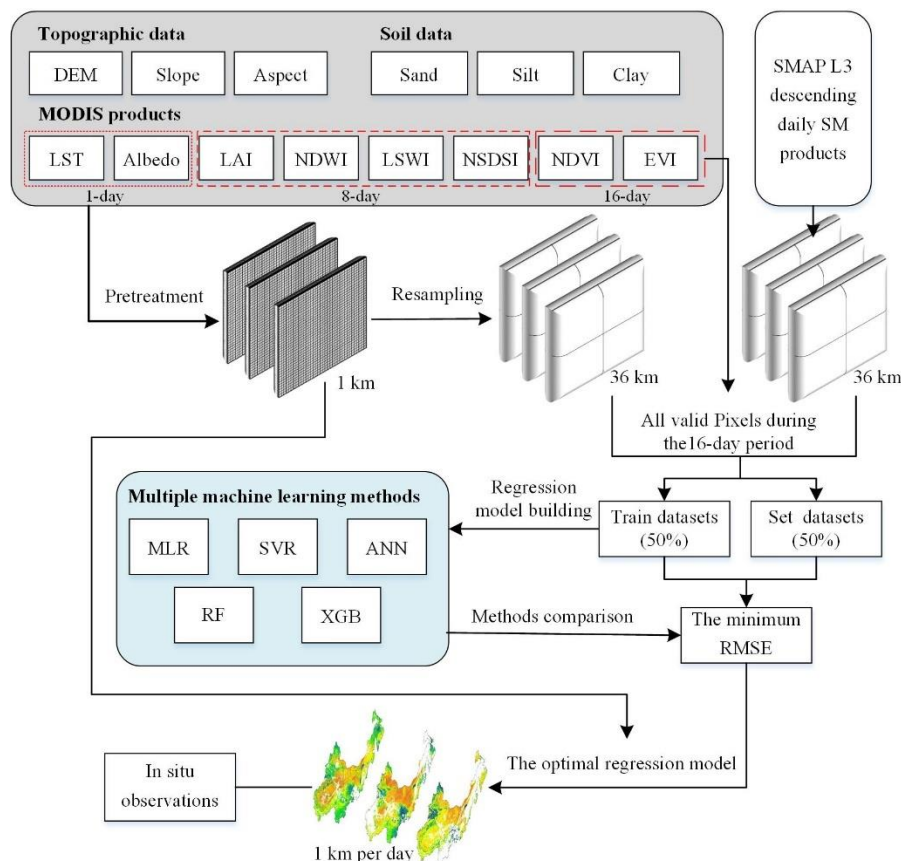 Topographic data
Soil data
DEM
Slope
Aspect
Sand
Silt
Clay
SMAP L3
descending
daily SM
products
MODIS products
LST
Albedo
LAI
NDWI
LSWI
NSDSI
NDVI
EVI
1-day
8-day
16-day
Pretreatment
Resampling
1 km
36 km
36 km
All valid Pixels during
the16-day period
Multiple machine learning methods
Regression
model building
Train datasets
(50%)
Set datasets
(50%)
MLR
SVR
ANN
RF
XGB
Methods comparison
The minimum
RMSE
In situ
observations
The optimal regression model
1 km per day